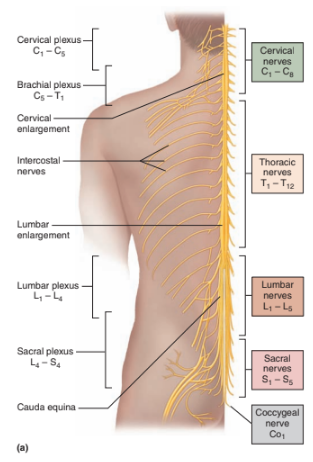 Cervical plexus
C₁ – C₅
Brachial plexus
C₅ – T₁
Cervical
enlargement
Intercostal
nerves
Lumbar
enlargement
Lumbar plexus
L₁ – L₄
Sacral plexus
L₄ – S₄
Cauda equina
(a)
Cervical
nerves
C₁ – C₈
Thoracic
nerves
T₁ – T₁₂
Lumbar
nerves
L₁ – L₅
Sacral
nerves
S₁ – S₅
Coccygeal
nerve
Co₁